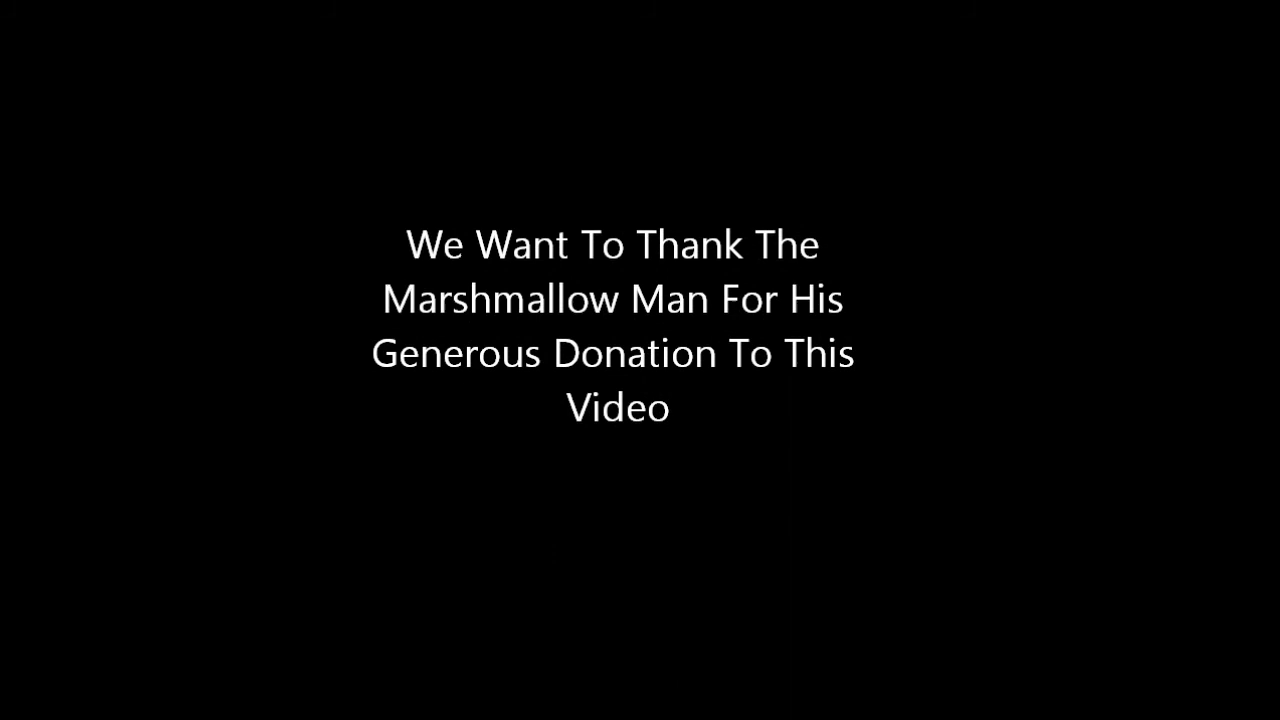 We Want To Thank The
Marshmallow Man For His
Generous Donation To This
Video